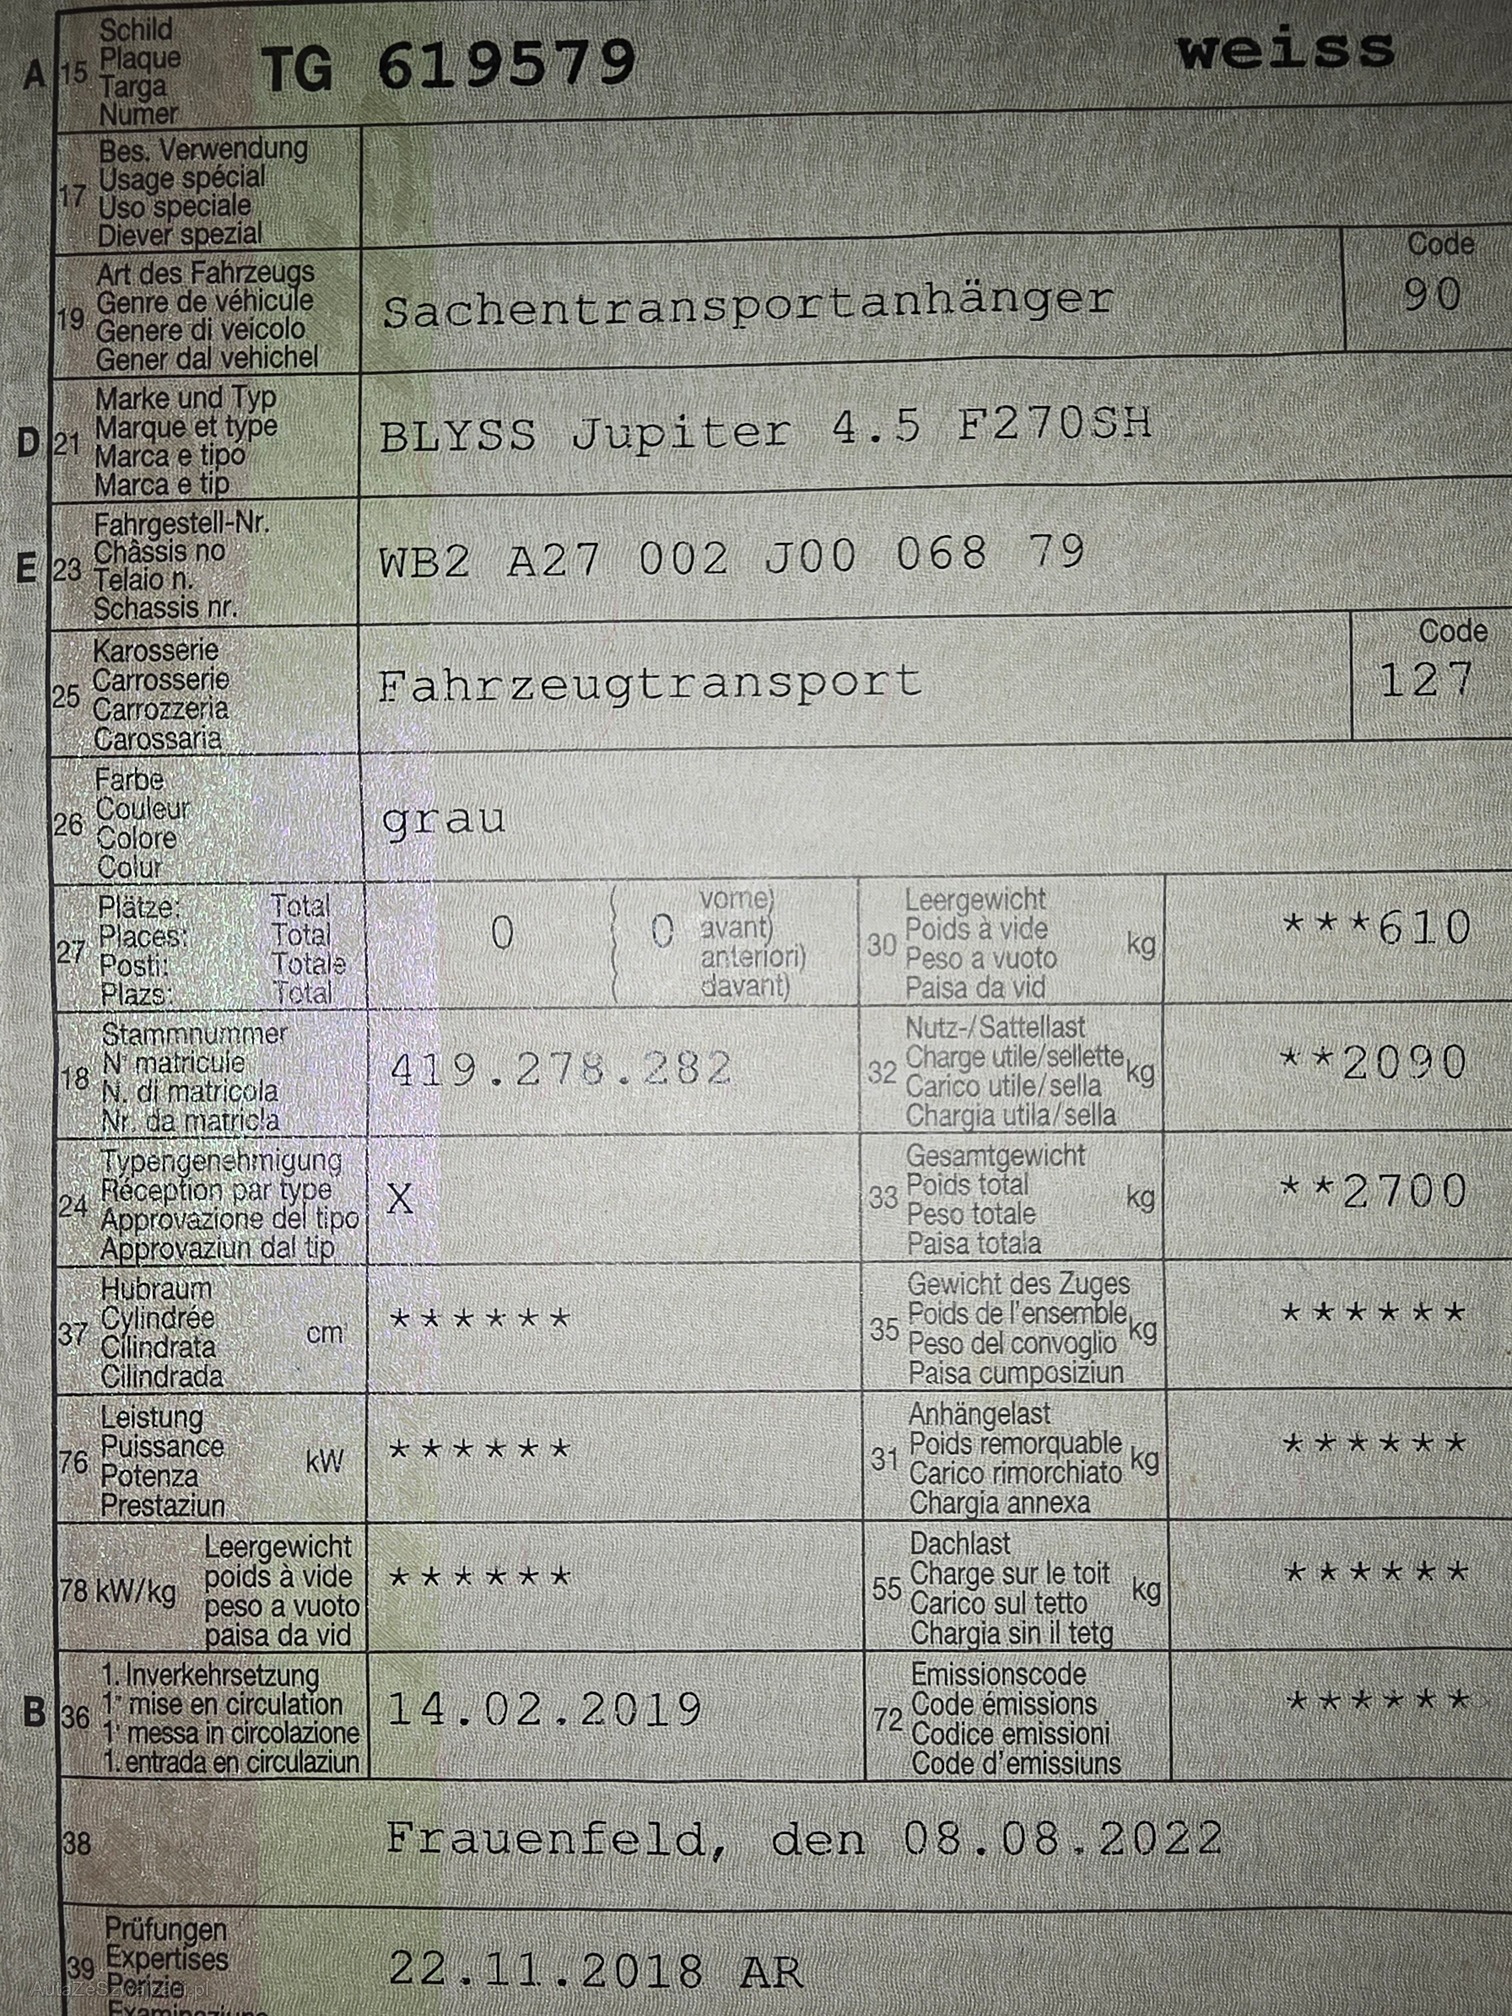 A 15 Schild
Plaque
Targa
Numer
TG 619579 weiss
17 Bes. Verwendung
Usage spécial
Uso speciale
Diever spezial
19 Art des Fahrzeugs
Genre de véhicule
Genere di veicolo
Gener dal vehichel
Sachentransportanhänger
Code
90
D 21 Marke und Typ
Marque et type
Marca e tipo
Marca e tip
BLYSS Jupiter 4.5 F270SH
E 23 Fahrgestell-Nr.
Châssis no
Telaio n.
Schassis nr.
WB2 A27 002 J00 068 79
25 Karosserie
Carrosserie
Carrozzeria
Carossaria
Fahrzeugtransport
Code
127
26 Farbe
Couleur
Colore
Colur
grau
27 Plätze: Total
Places: Total
Posti: Totale
Plazs: Total
0 ( 0 vorne)
avant)
anteriori)
davant)
30 Leergewicht
Poids à vide
Peso a vuoto
Paisa da vid
kg
***610
18 Stammnummer
N° matricule
N. di matricola
Nr. da matricla
419.278.282
32 Nutz-/Sattellast
Charge utile/sellette
Carico utile/sella
Chargia utila/sella
kg
**2090
24 Typengenehmigung
Réception par type
Approvazione del tipo
Approvaziun dal tip
X
33 Gesamtgewicht
Poids total
Peso totale
Paisa totala
kg
**2700
37 Hubraum
Cylindrée
Cilindrata
Cilindrada
cm³
******
35 Gewicht des Zuges
Poids de l'ensemble
Peso del convoglio
Paisa cumposiziun
kg
******
76 Leistung
Puissance
Potenza
Prestaziun
kW
******
31 Anhängelast
Poids remorquable
Carico rimorchiato
Chargia annexa
kg
******
78 kW/kg Leergewicht
poids à vide
peso a vuoto
paisa da vid
******
55 Dachlast
Charge sur le toit
Carico sul tetto
Chargia sin il tetg
kg
******
B 36 1. Inverkehrsetzung
1re mise en circulation
1a messa in circolazione
1. entrada en circulaziun
14.02.2019
72 Emissionscode
Code émissions
Codice emissioni
Code d'emissiuns
******
38 Frauenfeld, den 08.08.2022
39 Prüfungen
Expertises
Perizie
22.11.2018 AR